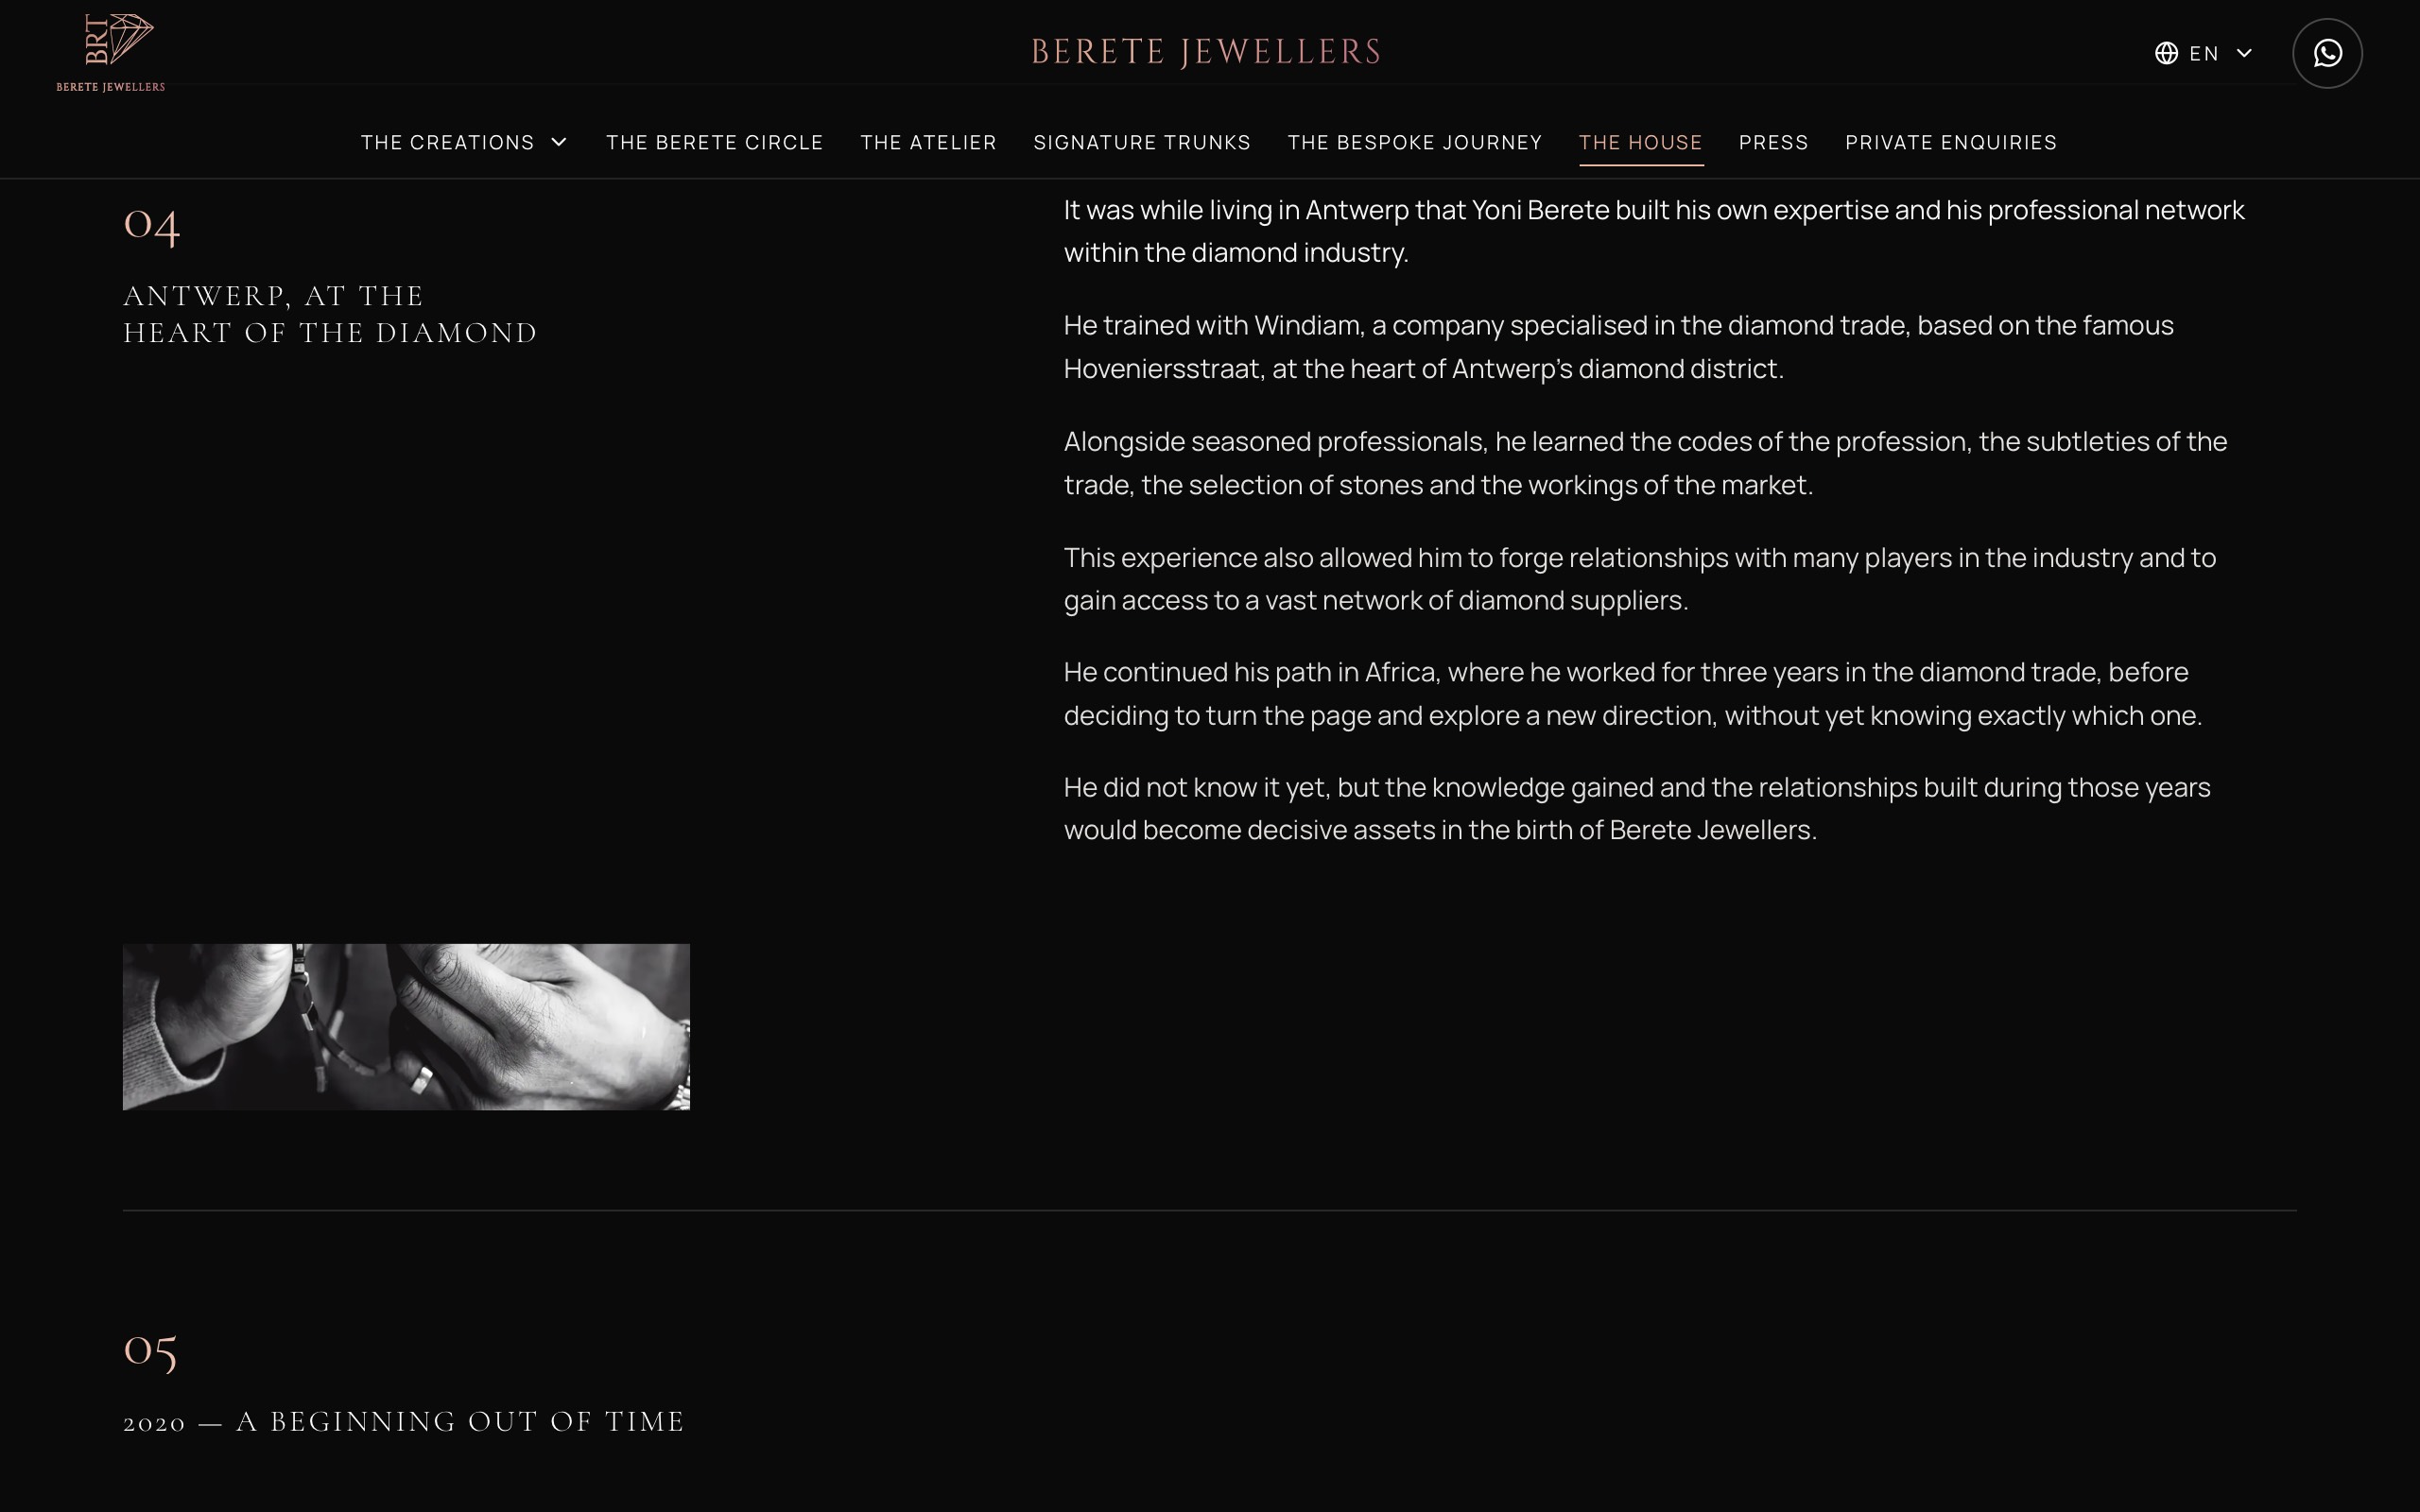 BRT
BERETE JEWELLERS
BERETE JEWELLERS
EN
THE CREATIONS THE BERETE CIRCLE THE ATELIER SIGNATURE TRUNKS THE BESPOKE JOURNEY THE HOUSE PRESS PRIVATE ENQUIRIES
04
ANTWERP, AT THE
HEART OF THE DIAMOND
It was while living in Antwerp that Yoni Berete built his own expertise and his professional network
within the diamond industry.
He trained with Windiam, a company specialised in the diamond trade, based on the famous
Hoveniersstraat, at the heart of Antwerp’s diamond district.
Alongside seasoned professionals, he learned the codes of the profession, the subtleties of the
trade, the selection of stones and the workings of the market.
This experience also allowed him to forge relationships with many players in the industry and to
gain access to a vast network of diamond suppliers.
He continued his path in Africa, where he worked for three years in the diamond trade, before
deciding to turn the page and explore a new direction, without yet knowing exactly which one.
He did not know it yet, but the knowledge gained and the relationships built during those years
would become decisive assets in the birth of Berete Jewellers.
05
2020 — A BEGINNING OUT OF TIME